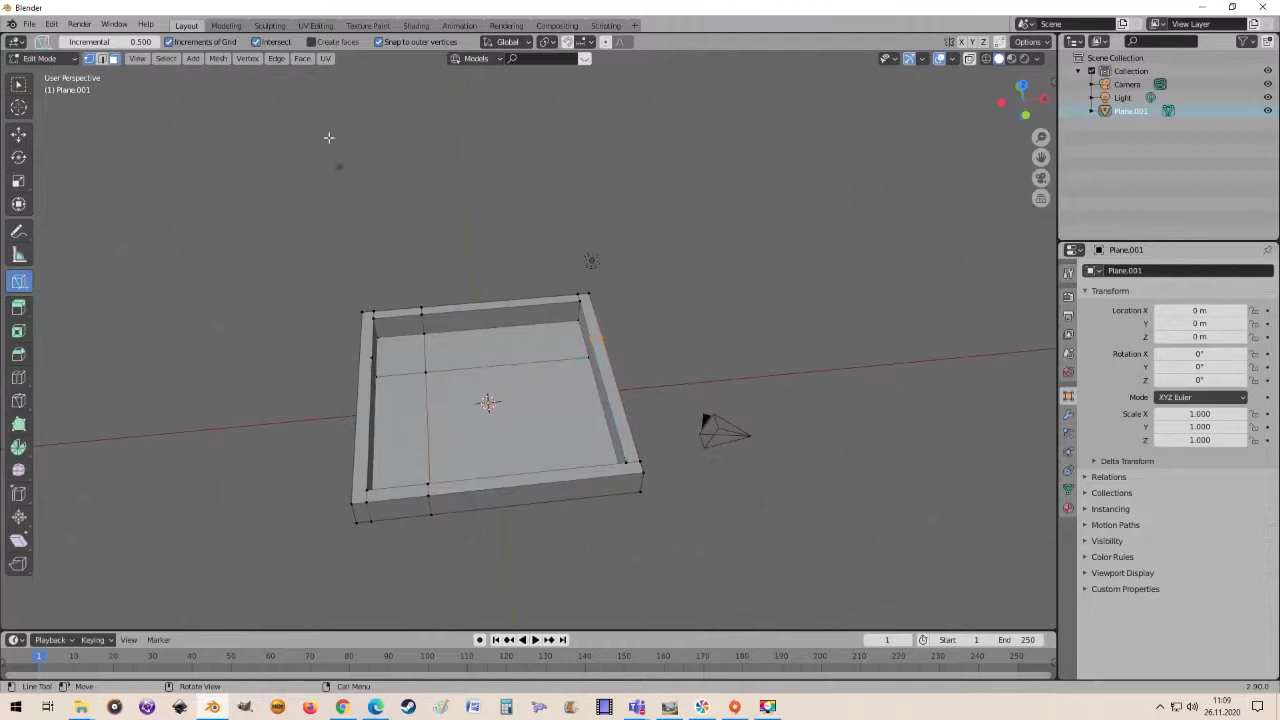 Blender
File Edit Render Window Help Layout Modeling Sculpting UV Editing Texture Paint Shading Animation Rendering Compositing Scripting + Scene View Layer
Incremental 0.500 Increments of Grid Intersect Create faces Snap to outer vertices Global X Y Z Options
Edit Mode View Select Add Mesh Vertex Edge Face UV Models
User Perspective
(1) Plane.001
Scene Collection
Collection
Camera
Light
Plane.001
Plane.001
Plane.001
Transform
Location X 0 m
Y 0 m
Z 0 m
Rotation X 0°
Y 0°
Z 0°
Mode XYZ Euler
Scale X 1.000
Y 1.000
Z 1.000
Delta Transform
Relations
Collections
Instancing
Motion Paths
Visibility
Color Rules
Viewport Display
Custom Properties
Playback Keying View Marker 1 Start 1 End 250
1 10 20 30 40 50 60 70 80 90 100 110 120 130 140 150 160 170 180 190 200 210 220 230 240 250
Line Tool Move Rotate View Call Menu 2.90.0
11:09
26.11.2020